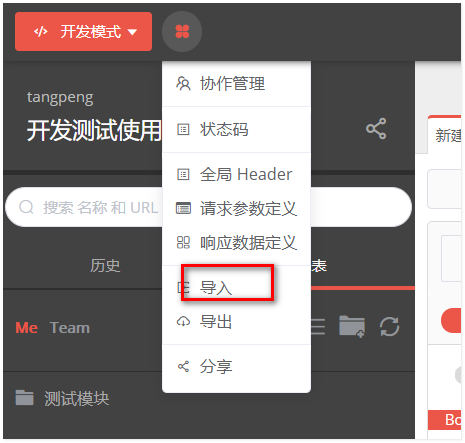 </> 开发模式
协作管理
tangpeng
开发测试使用
状态码
新建
全局 Header
请求参数定义
搜索 名称 和 URL
响应数据定义
历史
表
导入
Me Team
导出
分享
测试模块
Bo